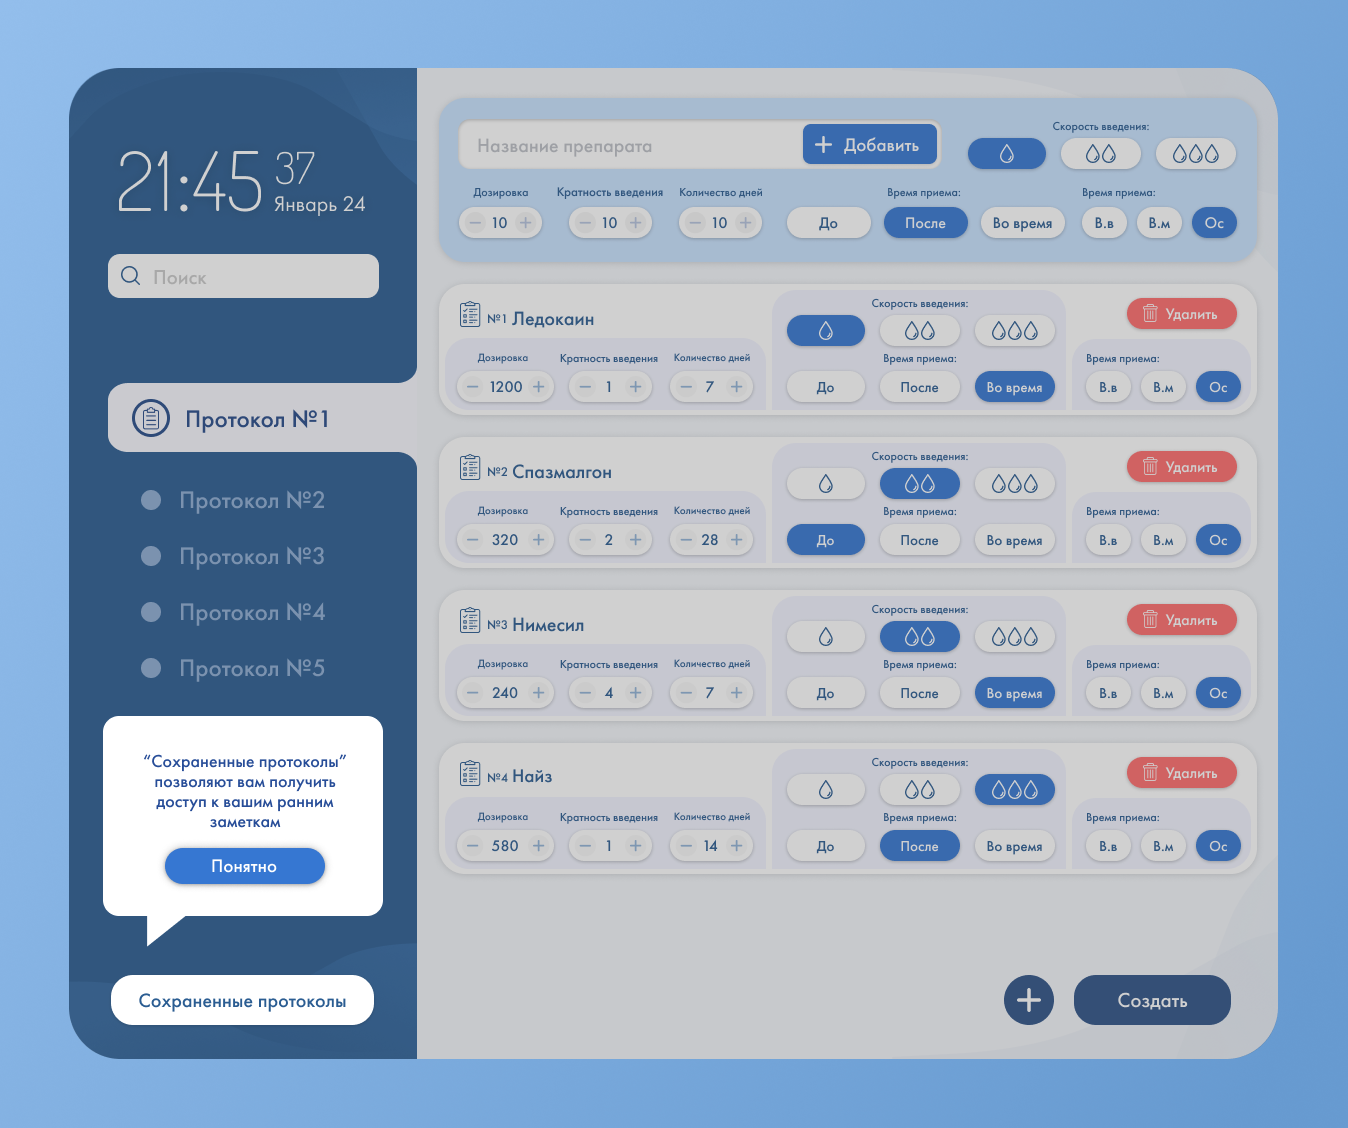 21:45
37
Январь 24
Поиск
Протокол №1
Протокол №2
Протокол №3
Протокол №4
Протокол №5
“Сохраненные протоколы”
позволяют вам получить
доступ к вашим ранним
заметкам
Понятно
Сохраненные протоколы
Название препарата
+ Добавить
Скорость введения:
Дозировка
Кратность введения
Количество дней
Время приема:
Время приема:
− 10 +
− 10 +
− 10 +
До
После
Во время
В.в
В.м
Ос
№1 Ледокаин
Скорость введения:
Удалить
Дозировка
Кратность введения
Количество дней
Время приема:
Время приема:
− 1200 +
− 1 +
− 7 +
До
После
Во время
В.в
В.м
Ос
№2 Спазмалгон
Скорость введения:
Удалить
Дозировка
Кратность введения
Количество дней
Время приема:
Время приема:
− 320 +
− 2 +
− 28 +
До
После
Во время
В.в
В.м
Ос
№3 Нимесил
Скорость введения:
Удалить
Дозировка
Кратность введения
Количество дней
Время приема:
Время приема:
− 240 +
− 4 +
− 7 +
До
После
Во время
В.в
В.м
Ос
№4 Найз
Скорость введения:
Удалить
Дозировка
Кратность введения
Количество дней
Время приема:
Время приема:
− 580 +
− 1 +
− 14 +
До
После
Во время
В.в
В.м
Ос
+
Создать